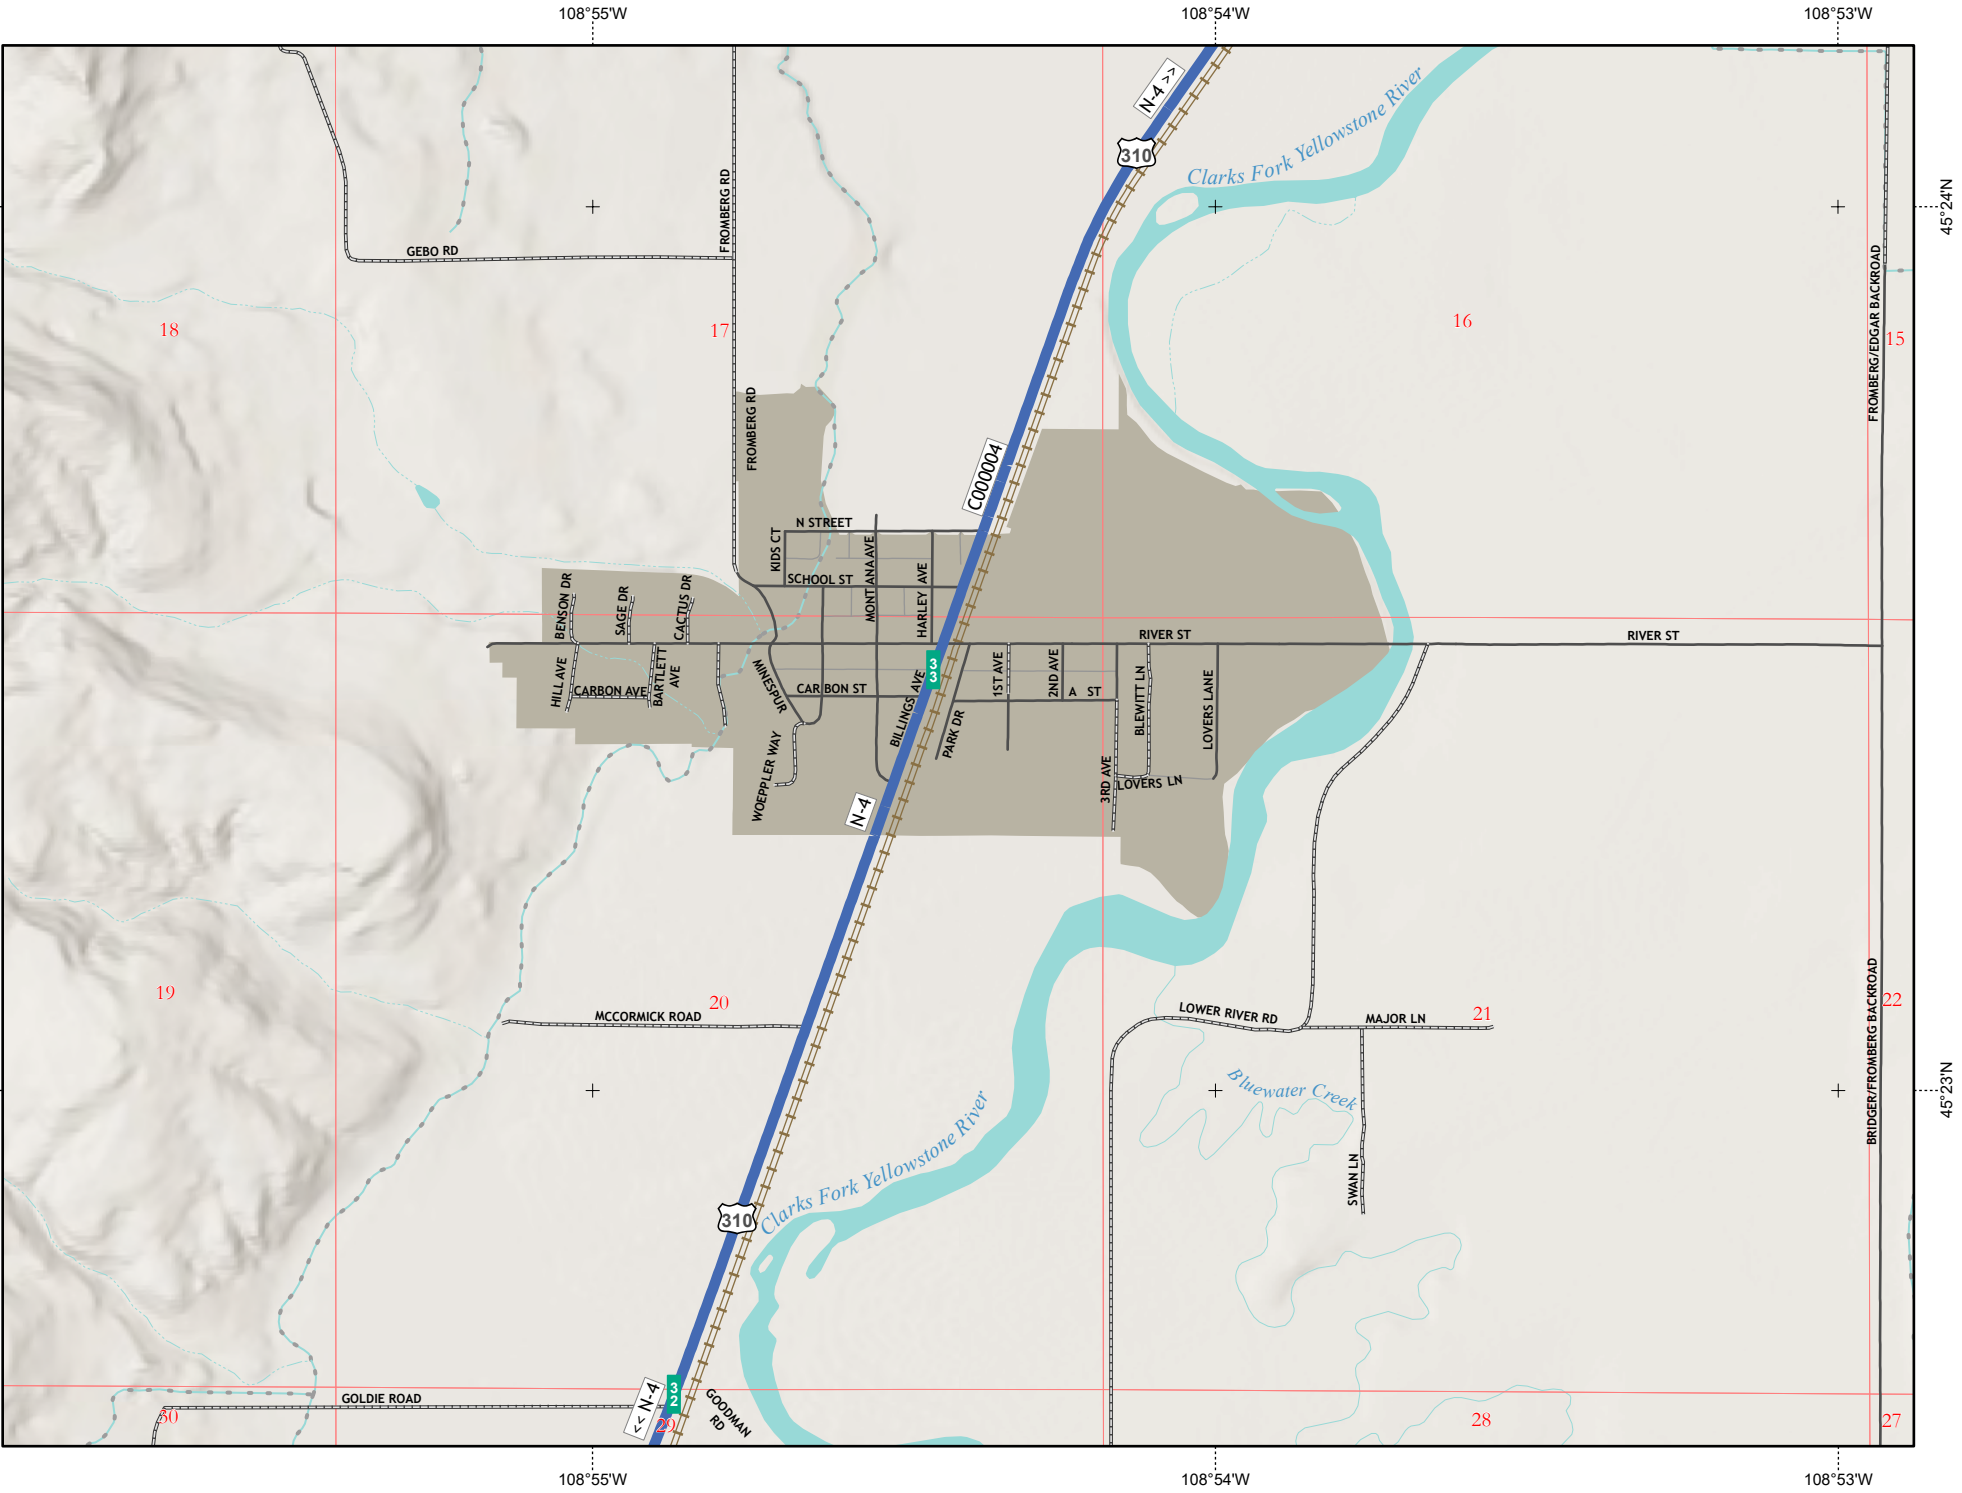 108°55'W
108°54'W
108°53'W
N-4 >>
310
Clarks Fork Yellowstone River
45°24'N
FROMBERG RD
GEBO RD
FROMBERG/EDGAR BACKROAD
18
17
16
15
FROMBERG RD
C000004
N STREET
KIDS CT
MONTANA AVE
HARLEY AVE
SCHOOL ST
BENSON DR
SAGE DR
CACTUS DR
RIVER ST
RIVER ST
HILL AVE
CARBON AVE
BARTLETT
AVE
MINESPUR
CARBON ST
BILLINGS AVE
33
PARK DR
1ST AVE
2ND AVE
A ST
BLEWITT LN
LOVERS LANE
WOEPPLER WAY
3RD AVE
LOVERS LN
N-4
19
20
MCCORMICK ROAD
LOWER RIVER RD
MAJOR LN
21
22
BRIDGER/FROMBERG BACKROAD
Bluewater Creek
45°23'N
SWAN LN
Clarks Fork Yellowstone River
310
GOLDIE ROAD
<< N-4
32
GOODMAN
RD
30
29
28
27
108°55'W
108°54'W
108°53'W